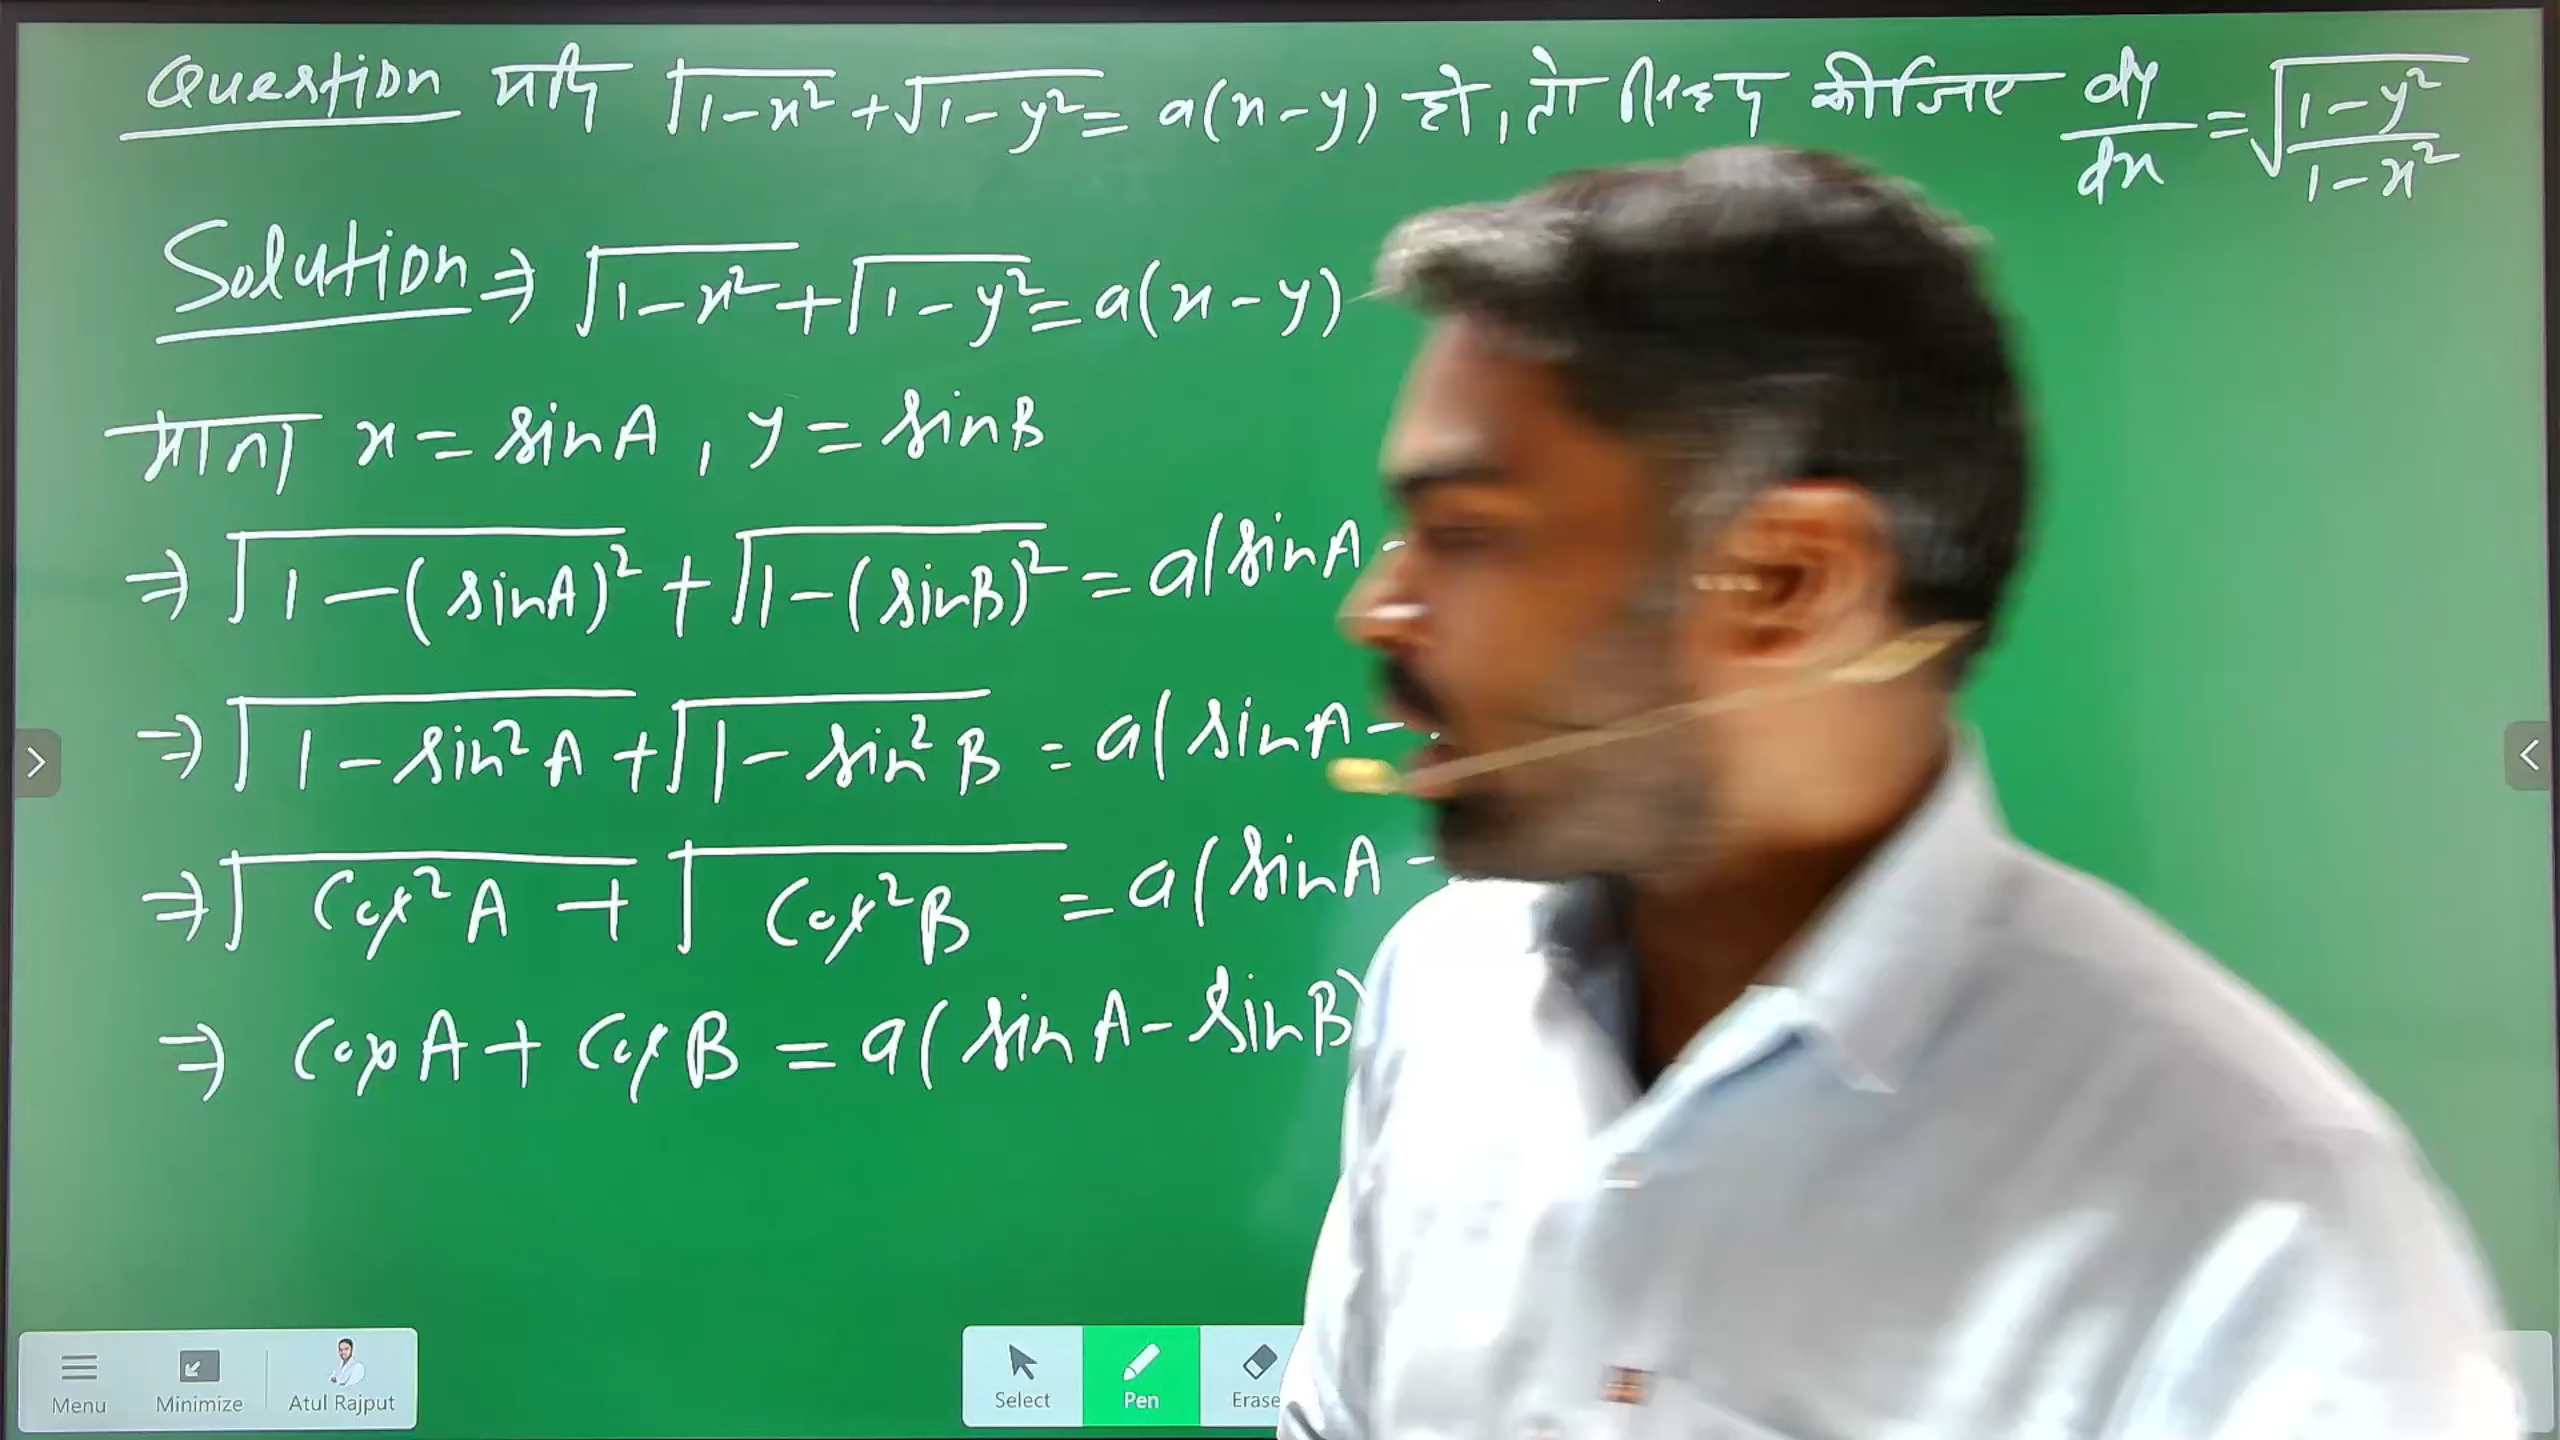 Question यदि √1-x² + √1-y² = a(x-y) हो, तो सिद्ध कीजिए dy/dx = √1-y²/1-x²
Solution ⇒ √1-x² + √1-y² = a(x-y)
माना x = sinA , y = sinB
⇒ √1-(sinA)² + √1-(sinB)² = a(sinA-
⇒ √1-sin²A + √1-sin²B = a(sinA-
⇒ √Cos²A + √Cos²B = a(sinA-
⇒ CosA + CosB = a(sinA-sinB)
Menu Minimize Atul Rajput Select Pen Erase